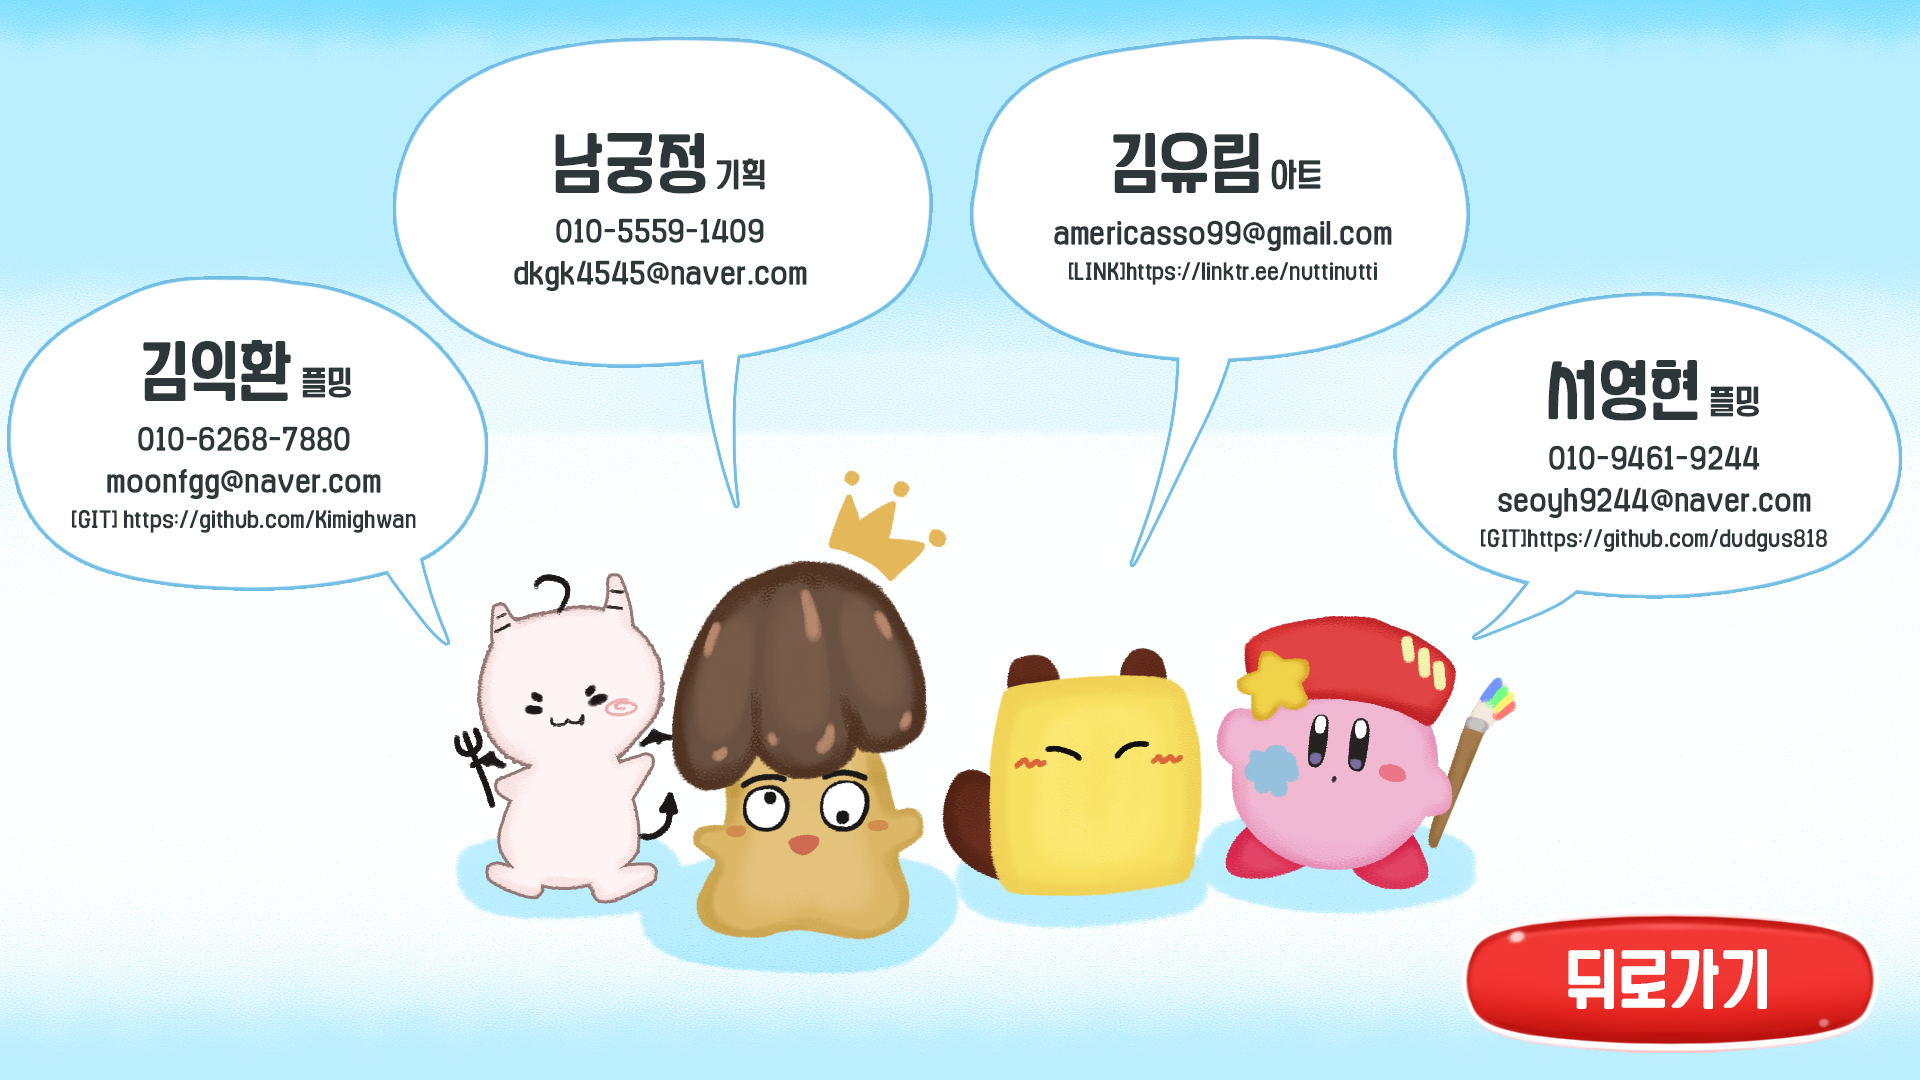 남궁정 기획
010-5559-1409
dkgk4545@naver.com
김유림 아트
americasso99@gmail.com
[LINK]https://linktr.ee/nuttinutti
김익환 플밍
010-6268-7880
moonfgg@naver.com
[GIT] https://github.com/Kimighwan
서영현 플밍
010-9461-9244
seoyh9244@naver.com
[GIT]https://github.com/dudgus818
뒤로가기